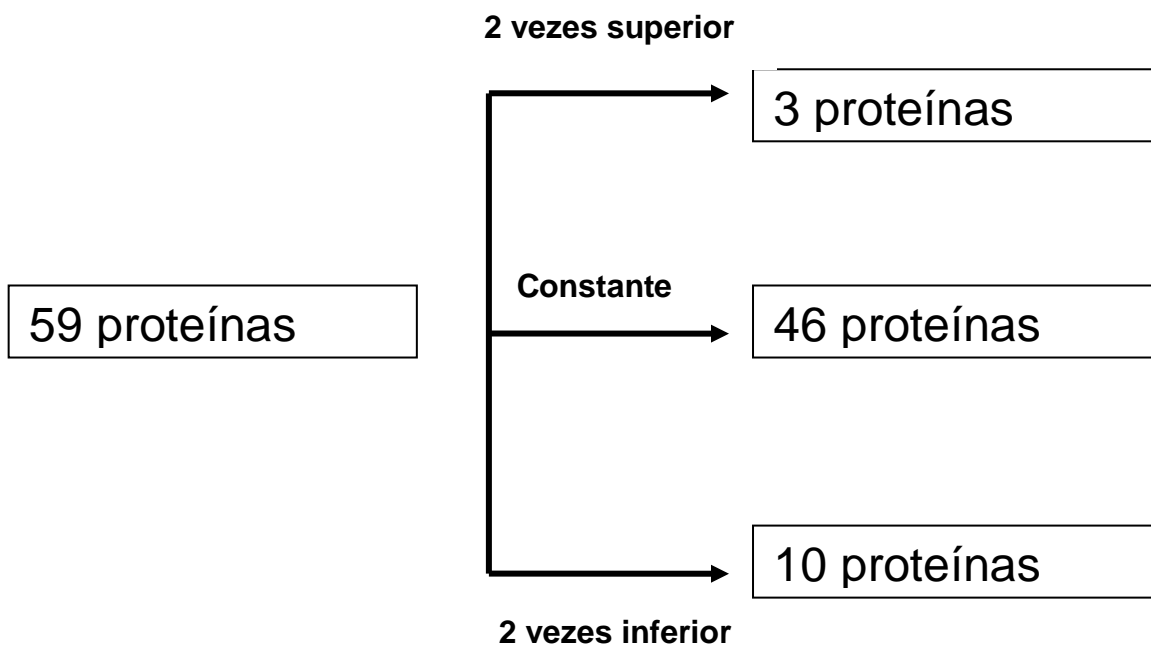 2 vezes superior
3 proteínas
Constante
59 proteínas
46 proteínas
10 proteínas
2 vezes inferior